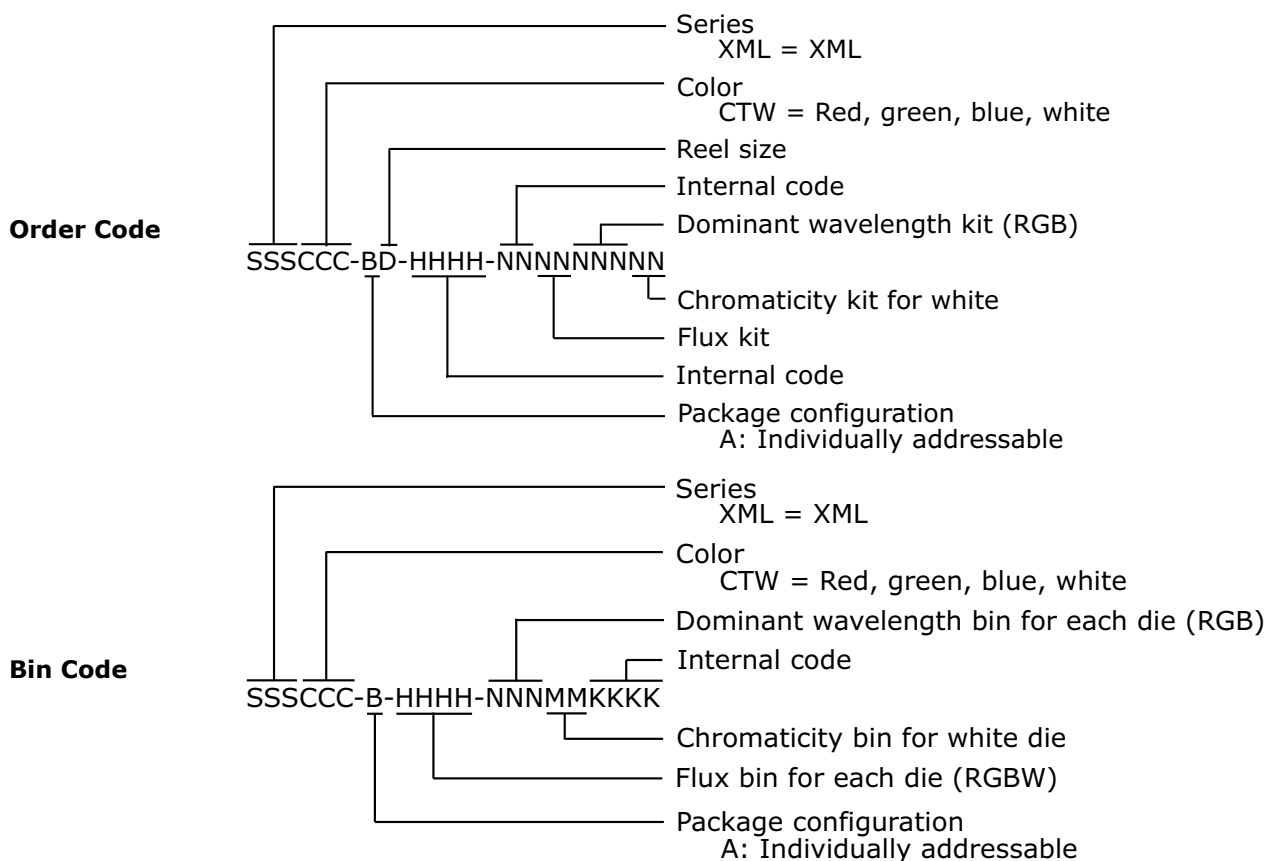 Series
XML = XML
Color
CTW = Red, green, blue, white
Reel size
Internal code
Order Code
Dominant wavelength kit (RGB)
SSSCCC-BD-HHHH-NNNNNNNNN
Chromaticity kit for white
Flux kit
Internal code
Package configuration
A: Individually addressable
Series
XML = XML
Color
CTW = Red, green, blue, white
Dominant wavelength bin for each die (RGB)
Internal code
Bin Code
SSSCCC-B-HHHH-NNNMMKKKK
Chromaticity bin for white die
Flux bin for each die (RGBW)
Package configuration
A: Individually addressable